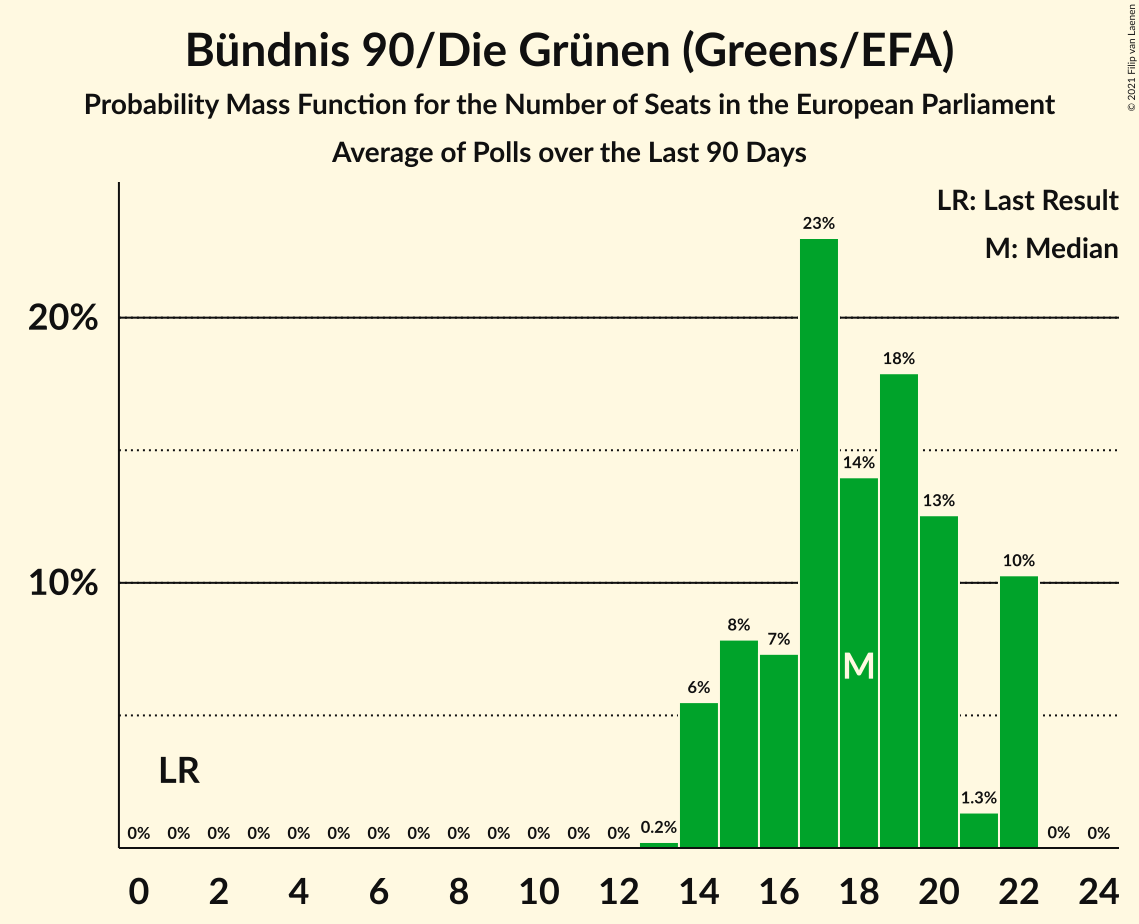 Bündnis 90/Die Grünen (Greens/EFA)
Probability Mass Function for the Number of Seats in the European Parliament
Average of Polls over the Last 90 Days
© 2021 Filip van Laenen
LR: Last Result
M: Median
23%
20%
18%
14%
13%
10%
10%
8%
7%
6%
M
LR
1.3%
0% 0% 0% 0% 0% 0% 0% 0% 0% 0% 0% 0% 0% 0.2% 0% 0%
0 2 4 6 8 10 12 14 16 18 20 22 24